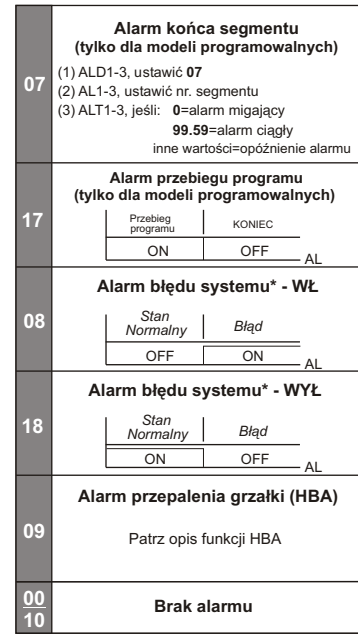 Alarm końca segmentu
(tylko dla modeli programowalnych)
07
(1) ALD1-3, ustawić 07
(2) AL1-3, ustawić nr. segmentu
(3) ALT1-3, jeśli: 0=alarm migający
99.59=alarm ciągły
inne wartości=opóźnienie alarmu
Alarm przebiegu programu
(tylko dla modeli programowalnych)
17
Przebieg programu KONIEC
ON OFF AL
Alarm błędu systemu* - WŁ
08
Stan Normalny Błąd
OFF ON AL
Alarm błędu systemu* - WYŁ
18
Stan Normalny Błąd
ON OFF AL
Alarm przepalenia grzałki (HBA)
09
Patrz opis funkcji HBA
00
10
Brak alarmu